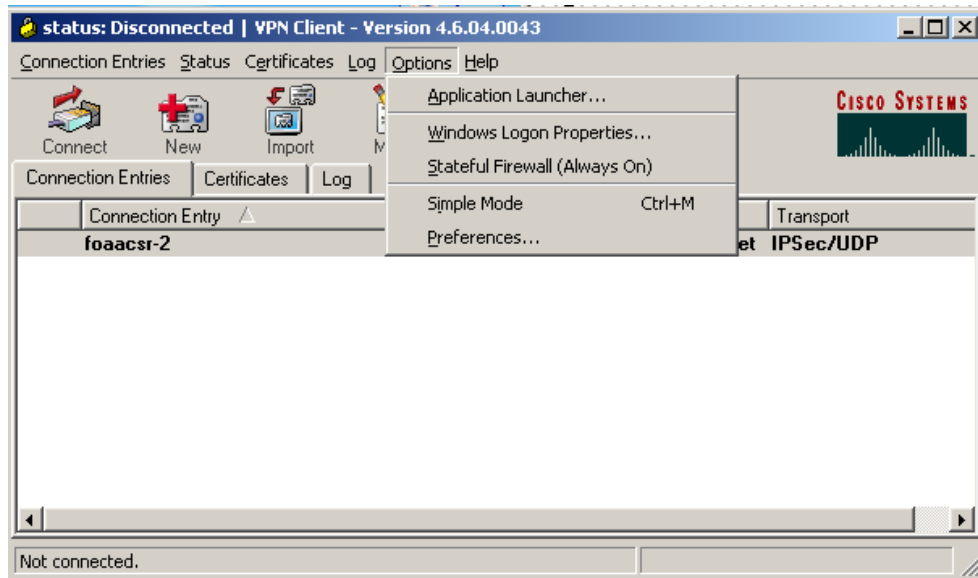 status: Disconnected | VPN Client - Version 4.6.04.0043
Connection Entries Status Certificates Log Options Help
Application Launcher...
Windows Logon Properties...
Stateful Firewall (Always On)
Simple Mode Ctrl+M
Preferences...
Connect New Import
CISCO SYSTEMS
Connection Entries Certificates Log
Connection Entry Transport
foaacsr-2 et IPSec/UDP
Not connected.